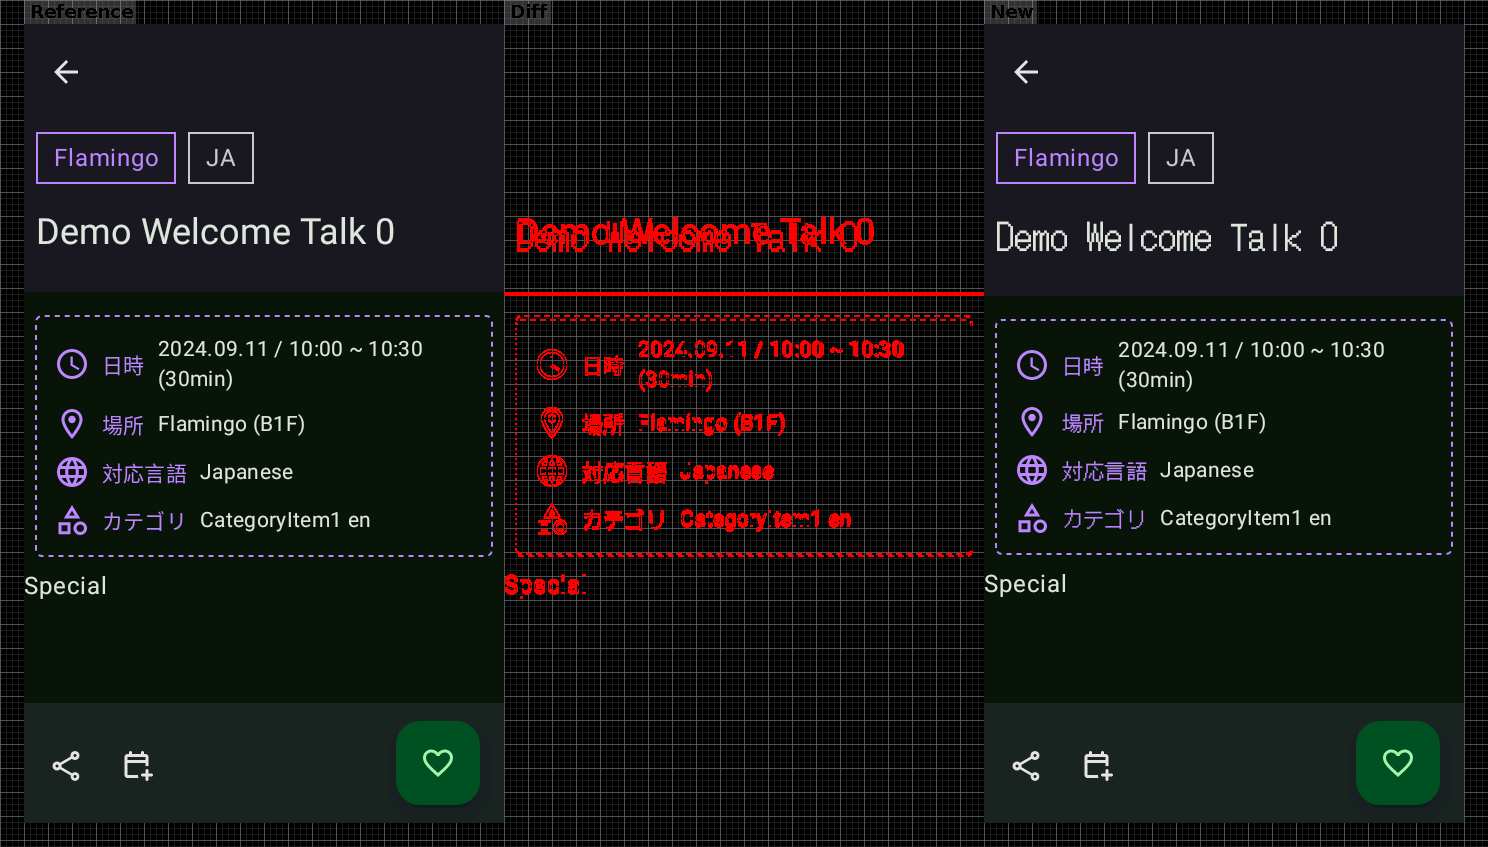 Reference
Diff
New
Flamingo
JA
Demo Welcome Talk 0
日時
2024.09.11 / 10:00 ~ 10:30
(30min)
場所
Flamingo (B1F)
対応言語
Japanese
カテゴリ
CategoryItem1 en
Special
Demo Welcome Talk 0
日時
2024.09.11 / 10:00 ~ 10:30
(30min)
場所
Flamingo (B1F)
対応言語
Japanese
カテゴリ
CategoryItem1 en
Special
Flamingo
JA
Demo Welcome Talk 0
日時
2024.09.11 / 10:00 ~ 10:30
(30min)
場所
Flamingo (B1F)
対応言語
Japanese
カテゴリ
CategoryItem1 en
Special